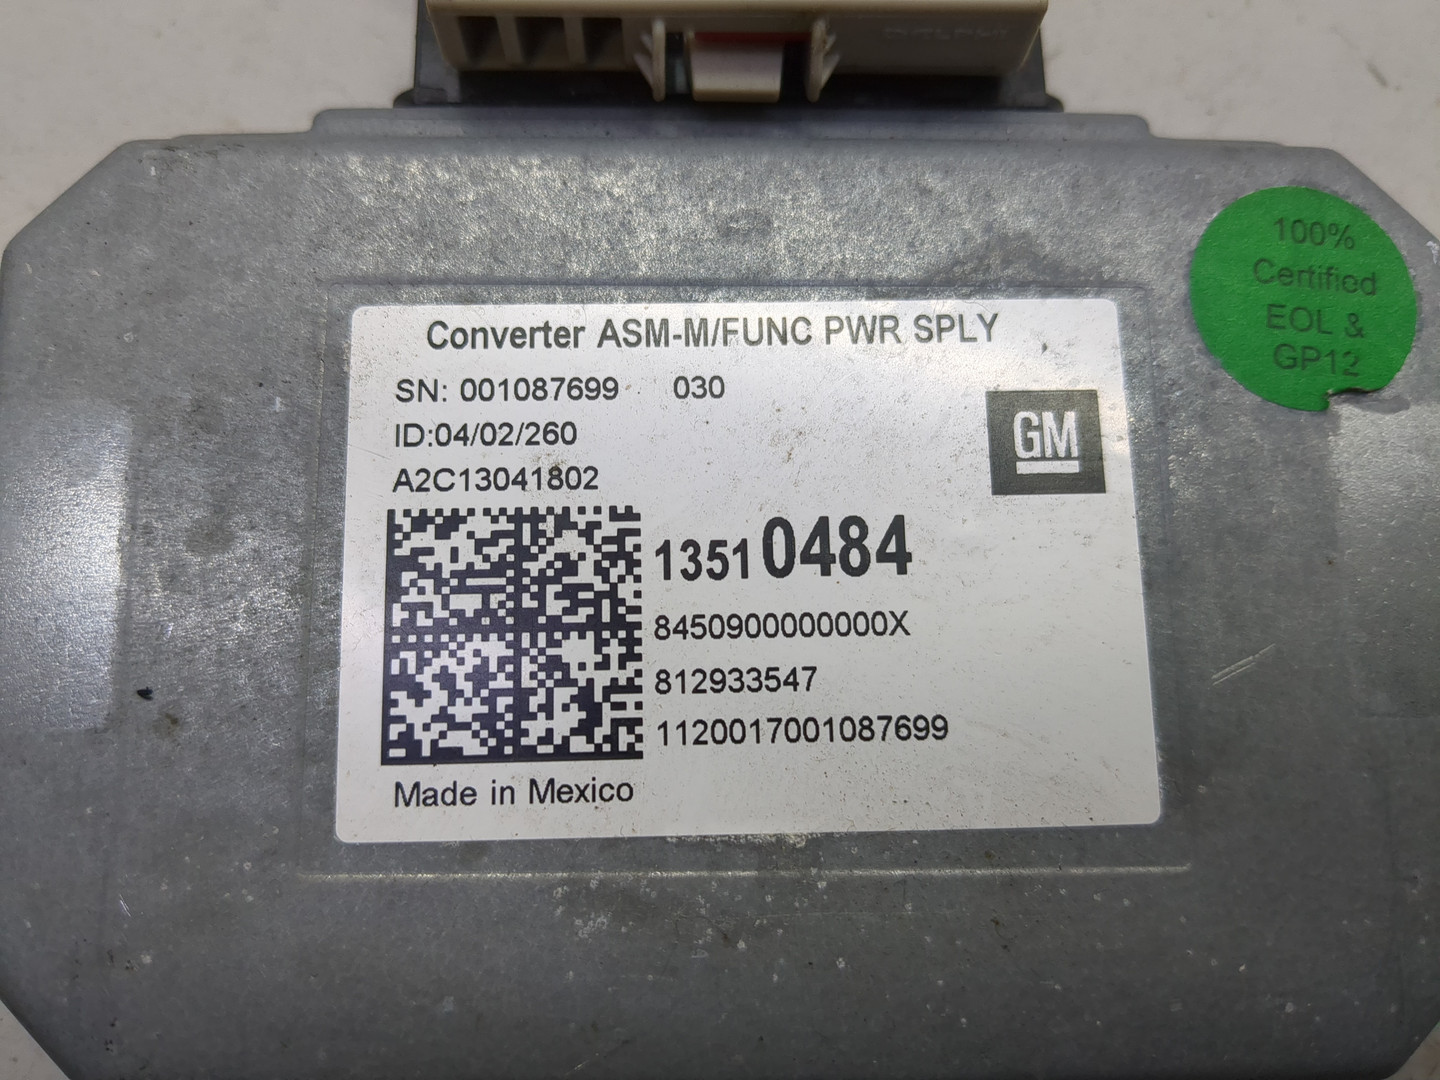 100%
Certified
EOL &
GP12
Converter ASM-M/FUNC PWR SPLY
SN: 001087699 030
ID:04/02/260
A2C13041802
GM
13510484
8450900000000X
812933547
1120017001087699
Made in Mexico